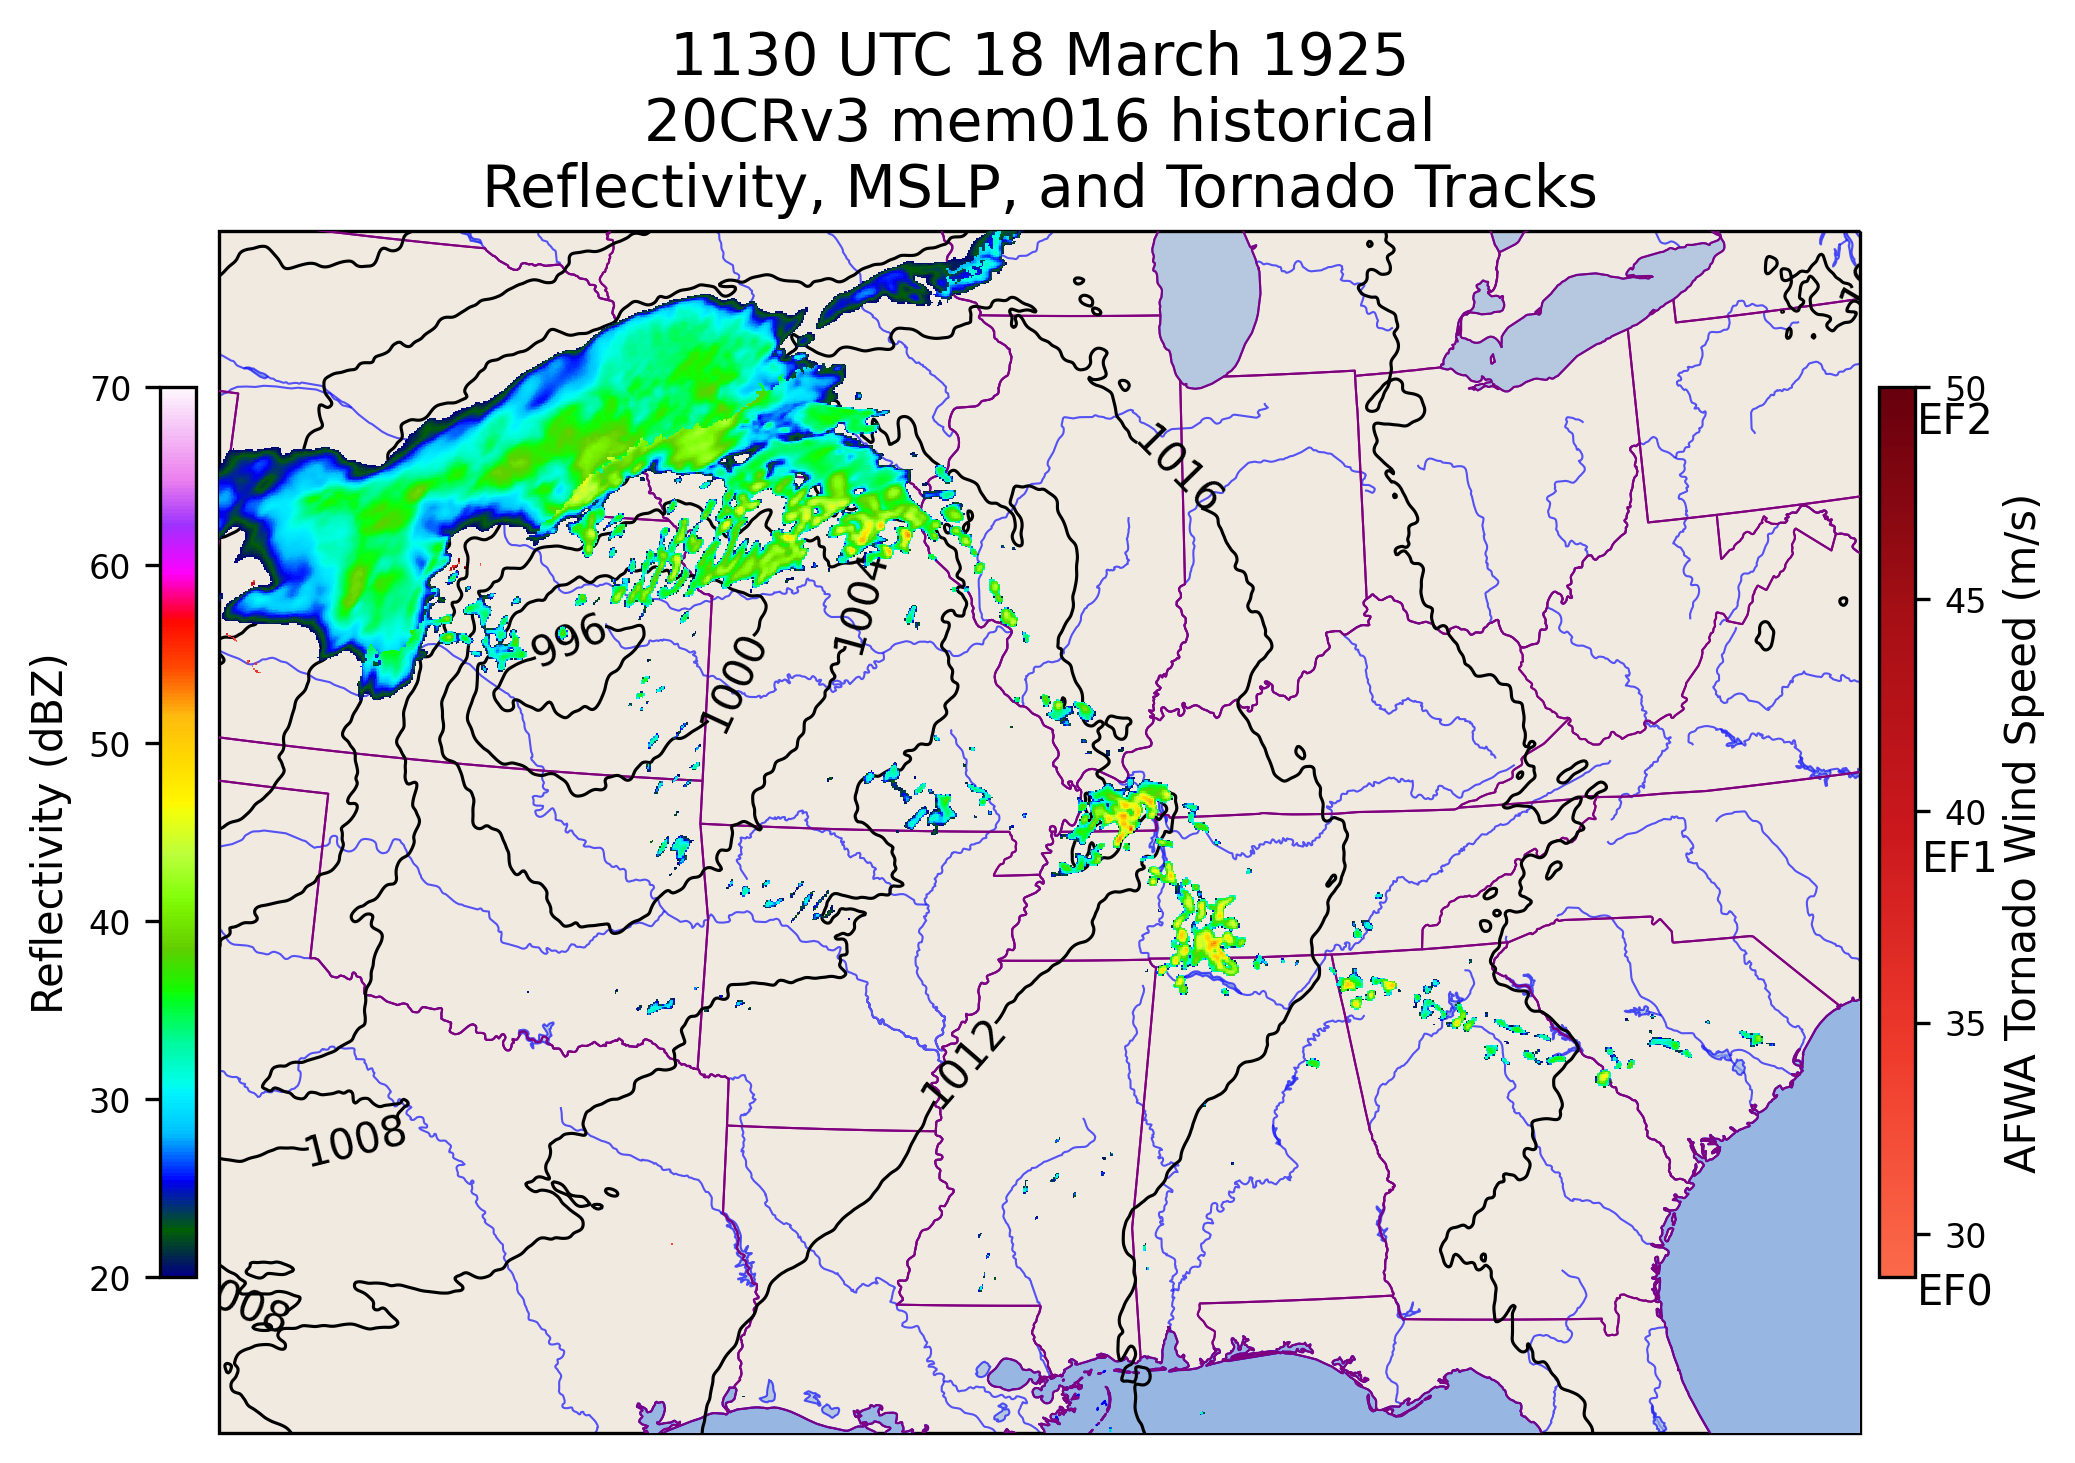 1130 UTC 18 March 1925
20CRv3 mem016 historical
Reflectivity, MSLP, and Tornado Tracks
Reflectivity (dBZ)
70
60
50
40
30
20
1016
1004
996
1000
1012
1008
008
50
EF2
45
40
EF1
35
30
EF0
AFWA Tornado Wind Speed (m/s)